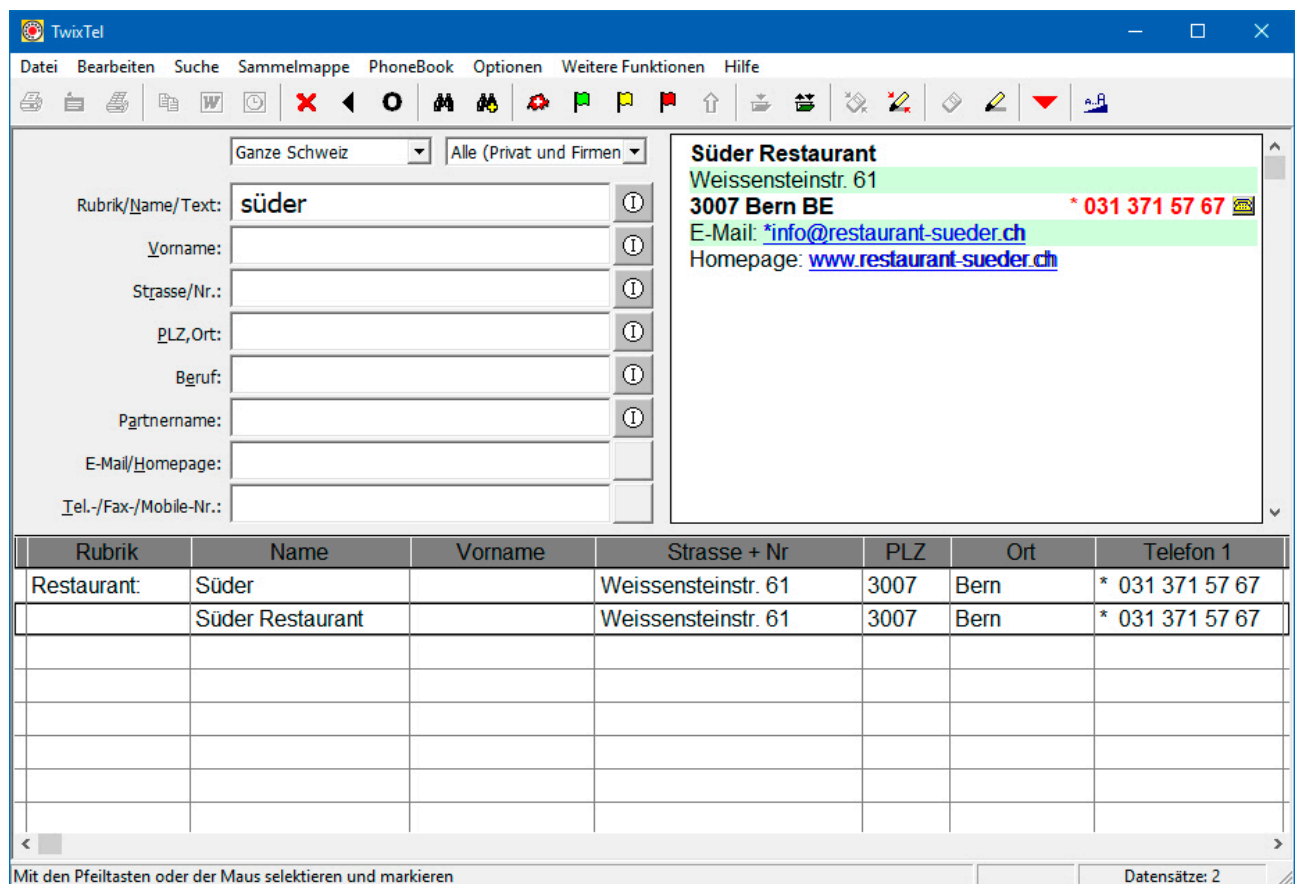 TwixTel
Datei Bearbeiten Suche Sammelmappe PhoneBook Optionen Weitere Funktionen Hilfe
Ganze Schweiz Alle (Privat und Firmen
Rubrik/Name/Text: süder
Vorname:
Strasse/Nr.:
PLZ,Ort:
Beruf:
Partnername:
E-Mail/Homepage:
Tel.-/Fax-/Mobile-Nr.:
Süder Restaurant
Weissensteinstr. 61
3007 Bern BE * 031 371 57 67
E-Mail: *info@restaurant-sueder.ch
Homepage: www.restaurant-sueder.ch
Rubrik Name Vorname Strasse + Nr PLZ Ort Telefon 1
Restaurant: Süder Weissensteinstr. 61 3007 Bern * 031 371 57 67
Süder Restaurant Weissensteinstr. 61 3007 Bern * 031 371 57 67
Mit den Pfeiltasten oder der Maus selektieren und markieren Datensätze: 2